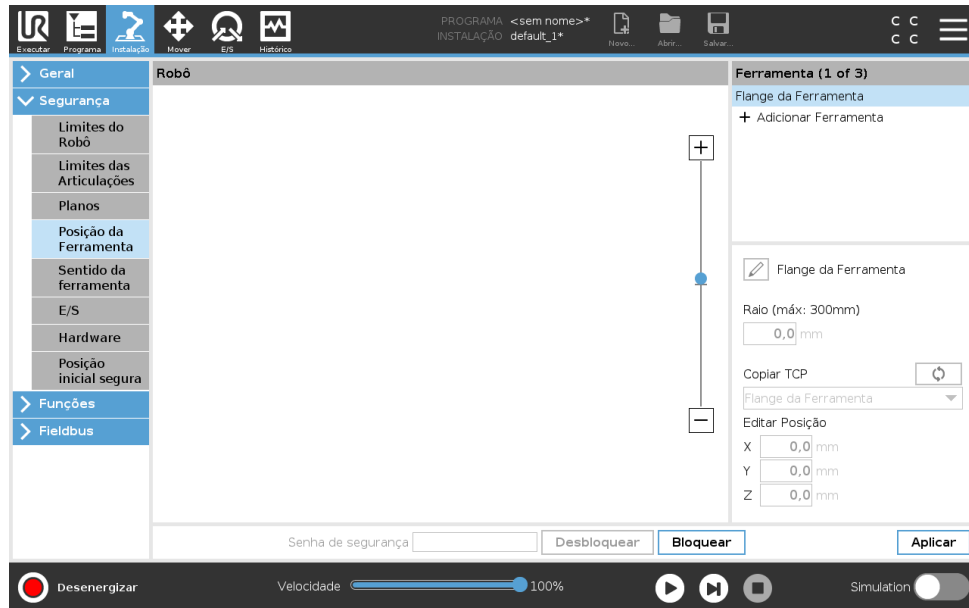 PROGRAMA <sem nome>*
INSTALAÇÃO default_1*
Executar Programa Instalação Mover E/S Histórico Novo... Abrir... Salvar...
C C
C C
Geral
Segurança
Limites do
Robô
Limites das
Articulações
Planos
Posição da
Ferramenta
Sentido da
ferramenta
E/S
Hardware
Posição
inicial segura
Funções
Fieldbus
Robô
Ferramenta (1 of 3)
Flange da Ferramenta
+ Adicionar Ferramenta
Flange da Ferramenta
Raio (máx: 300mm)
0,0 mm
Copiar TCP
Flange da Ferramenta
Editar Posição
X 0,0 mm
Y 0,0 mm
Z 0,0 mm
Senha de segurança Desbloquear Bloquear Aplicar
Desenergizar Velocidade 100% Simulation